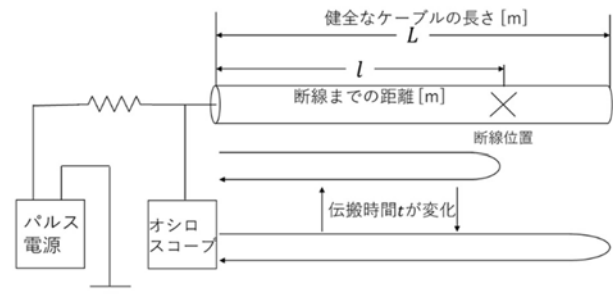 健全なケーブルの長さ[m]
L
l
断線までの距離[m]
断線位置
伝搬時間tが変化
パルス
電源
オシロ
スコープ